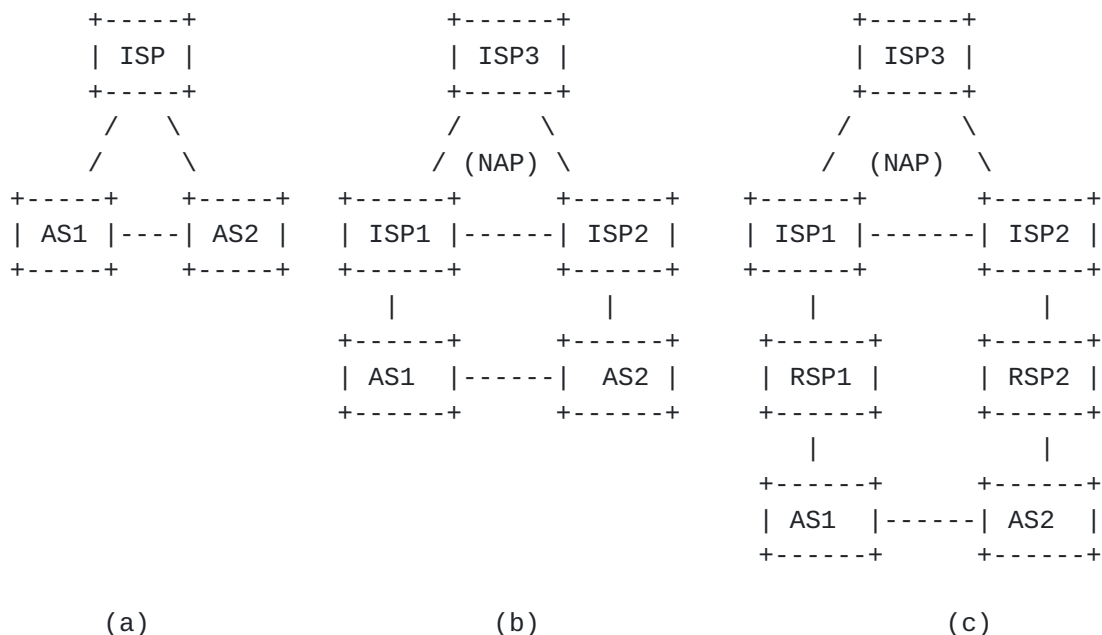 ISP ISP3 ISP3
(NAP) (NAP)
AS1 AS2 ISP1 ISP2 ISP1 ISP2
AS1 AS2 RSP1 RSP2
AS1 AS2
(a) (b) (c)